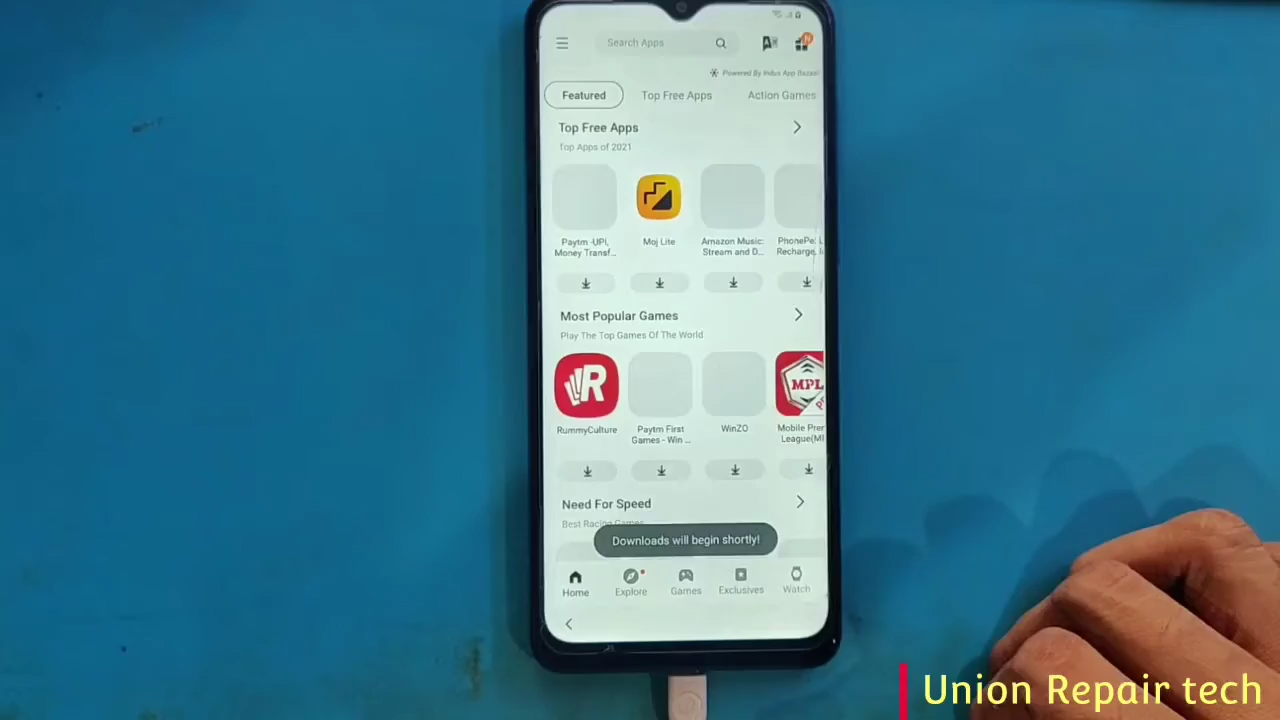 Search Apps
Powered By Indus App Bazaar
Featured
Top Free Apps
Action Games
Top Free Apps
Top Apps of 2021
Paytm -UPI,
Money Transf...
Moj Lite
Amazon Music:
Stream and D...
PhonePe:
Recharge,
Most Popular Games
Play The Top Games Of The World
R
MPL
RummyCulture
Paytm First
Games - Win ...
WinZO
Mobile Prem
League(M
Need For Speed
Best Racing Games
Downloads will begin shortly!
Home
Explore
Games
Exclusives
Watch
Union Repair tech